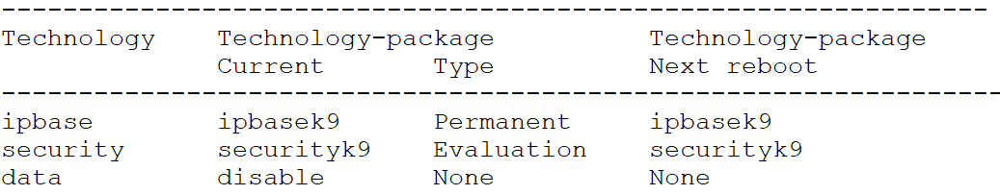 -----------------------------------------------------------------
Technology    Technology-package          Technology-package
              Current       Type          Next reboot
------------------------------------------------------------------
ipbase        ipbasek9      Permanent     ipbasek9
security      securityk9    Evaluation    securityk9
data          disable       None          None